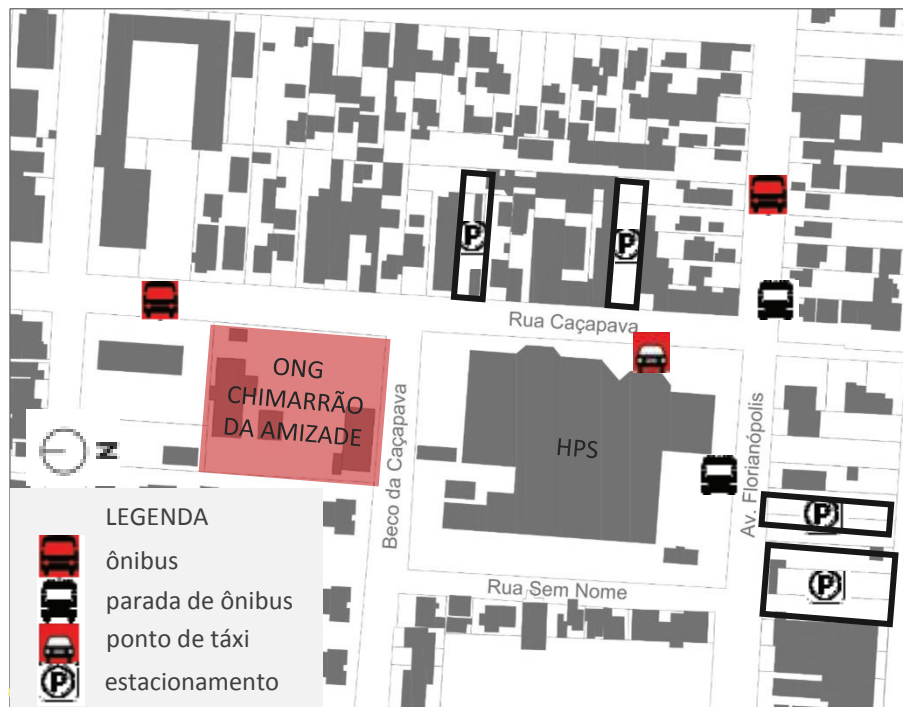 P
P
Rua Caçapava
ONG
CHIMARRÃO
DA AMIZADE
Beco da Caçapava
HPS
Av. Florianópolis
N
P
P
Rua Sem Nome
LEGENDA
ônibus
parada de ônibus
ponto de táxi
P
estacionamento